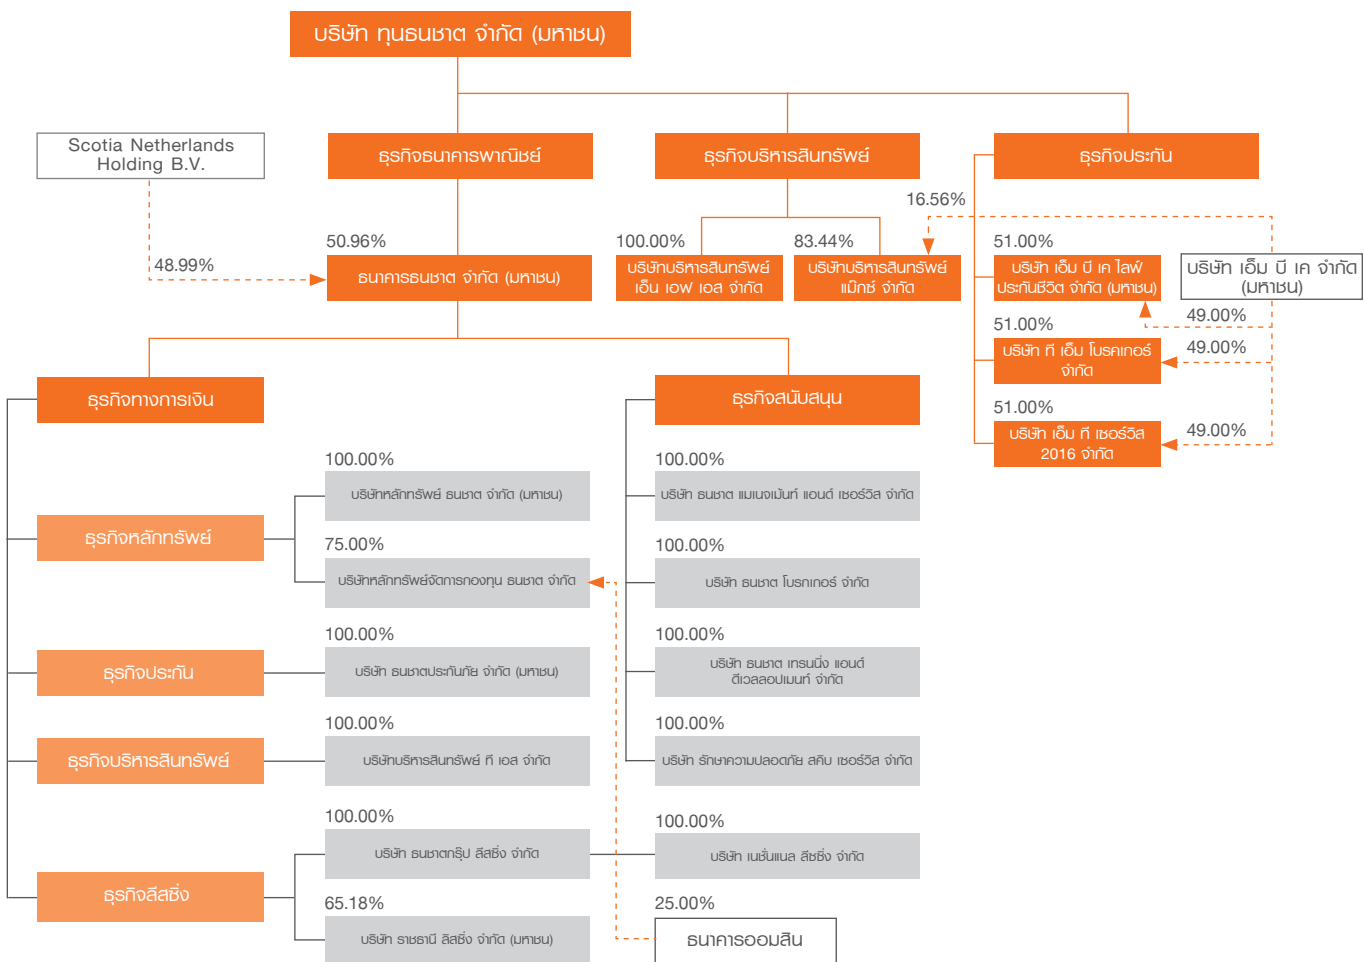 บริษัท ทุนธนชาต จำกัด (มหาชน)
Scotia Netherlands
Holding B.V.
ธุรกิจธนาคารพาณิชย์
ธุรกิจบริหารสินทรัพย์
ธุรกิจประกัน
16.56%
48.99%
50.96%
ธนาคารธนชาต จำกัด (มหาชน)
100.00%
บริษัทบริหารสินทรัพย์
เอ็น เอฟ เอส จำกัด
83.44%
บริษัทบริหารสินทรัพย์
แม๊กซ์ จำกัด
51.00%
บริษัท เอ็ม บี เค ไลฟ์
ประกันชีวิต จำกัด (มหาชน)
บริษัท เอ็ม บี เค จำกัด
(มหาชน)
49.00%
51.00%
บริษัท ที เอ็ม โบรคเกอร์
จำกัด
49.00%
51.00%
บริษัท เอ็ม ที เซอร์วิส
2016 จำกัด
49.00%
ธุรกิจทางการเงิน
ธุรกิจสนับสนุน
ธุรกิจหลักทรัพย์
100.00%
บริษัทหลักทรัพย์ ธนชาต จำกัด (มหาชน)
75.00%
บริษัทหลักทรัพย์จัดการกองทุน ธนชาต จำกัด
100.00%
บริษัท ธนชาต แมเนจเม้นท์ แอนด์ เซอร์วิส จำกัด
100.00%
บริษัท ธนชาต โบรกเกอร์ จำกัด
ธุรกิจประกัน
100.00%
บริษัท ธนชาตประกันภัย จำกัด (มหาชน)
100.00%
บริษัท ธนชาต เทรนนิ่ง แอนด์
ดีเวลลอปเมนท์ จำกัด
ธุรกิจบริหารสินทรัพย์
100.00%
บริษัทบริหารสินทรัพย์ ที เอส จำกัด
100.00%
บริษัท รักษาความปลอดภัย สคิบ เซอร์วิส จำกัด
ธุรกิจลีสซิ่ง
100.00%
บริษัท ธนชาตกรุ๊ป ลีสซิ่ง จำกัด
100.00%
บริษัท เนชั่นแนล ลีซซิ่ง จำกัด
65.18%
บริษัท ราชธานี ลิสซิ่ง จำกัด (มหาชน)
25.00%
ธนาคารออมสิน